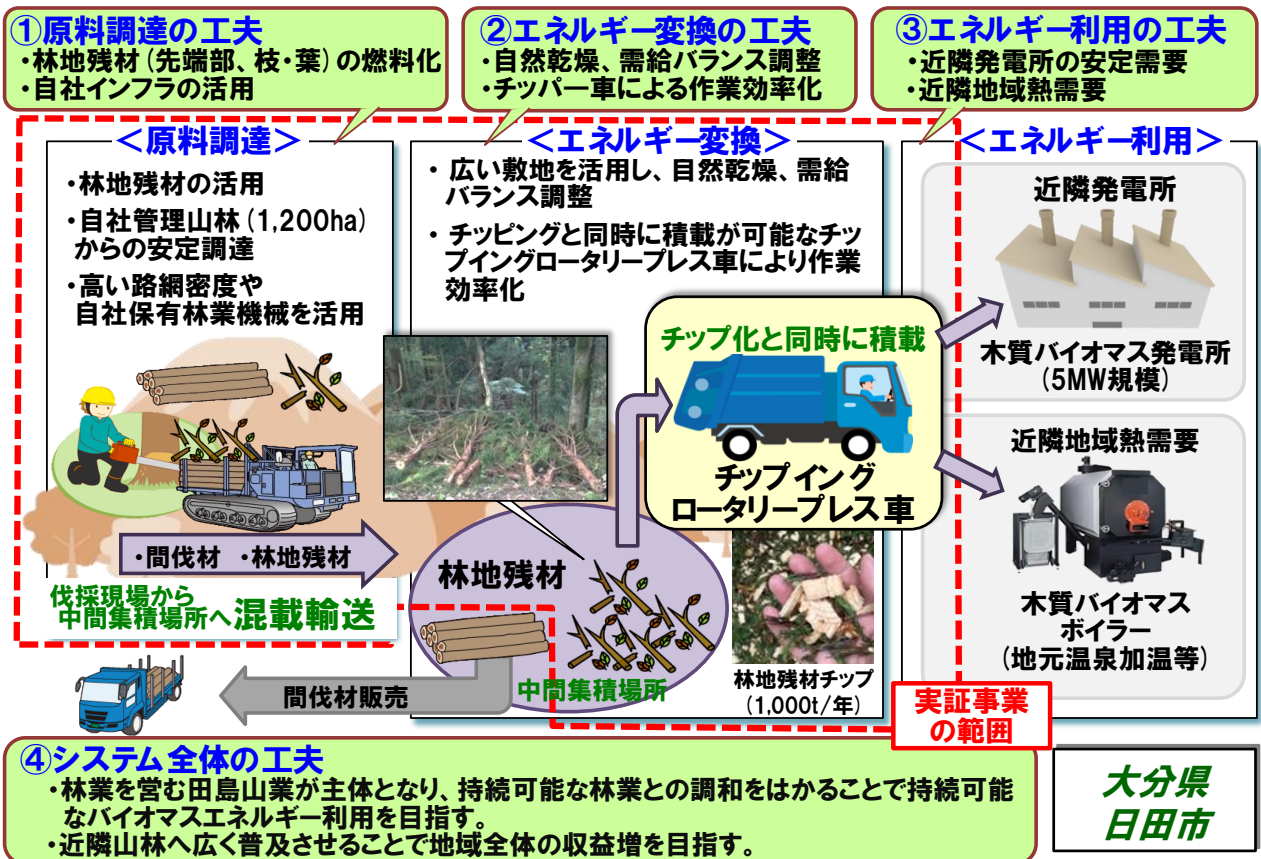 ①原料調達の工夫
・林地残材(先端部、枝・葉)の燃料化
・自社インフラの活用
②エネルギー変換の工夫
・自然乾燥、需給バランス調整
・チッパー車による作業効率化
③エネルギー利用の工夫
・近隣発電所の安定需要
・近隣地域熱需要
<原料調達>
・林地残材の活用
・自社管理山林(1,200ha)
からの安定調達
・高い路網密度や
自社保有林業機械を活用
・間伐材 ・林地残材
伐採現場から
中間集積場所へ混載輸送
間伐材販売
<エネルギー変換>
・広い敷地を活用し、自然乾燥、需給
バランス調整
・チッピングと同時に積載が可能なチッ
プイングロータリープレス車により作業
効率化
チップ化と同時に積載
チップイング
ロータリープレス車
林地残材
中間集積場所
林地残材チップ
(1,000t/年)
<エネルギー利用>
近隣発電所
木質バイオマス発電所
(5MW規模)
近隣地域熱需要
木質バイオマス
ボイラー
(地元温泉加温等)
実証事業
の範囲
④システム全体の工夫
・林業を営む田島山業が主体となり、持続可能な林業との調和をはかることで持続可能
なバイオマスエネルギー利用を目指す。
・近隣山林へ広く普及させることで地域全体の収益増を目指す。
大分県
日田市